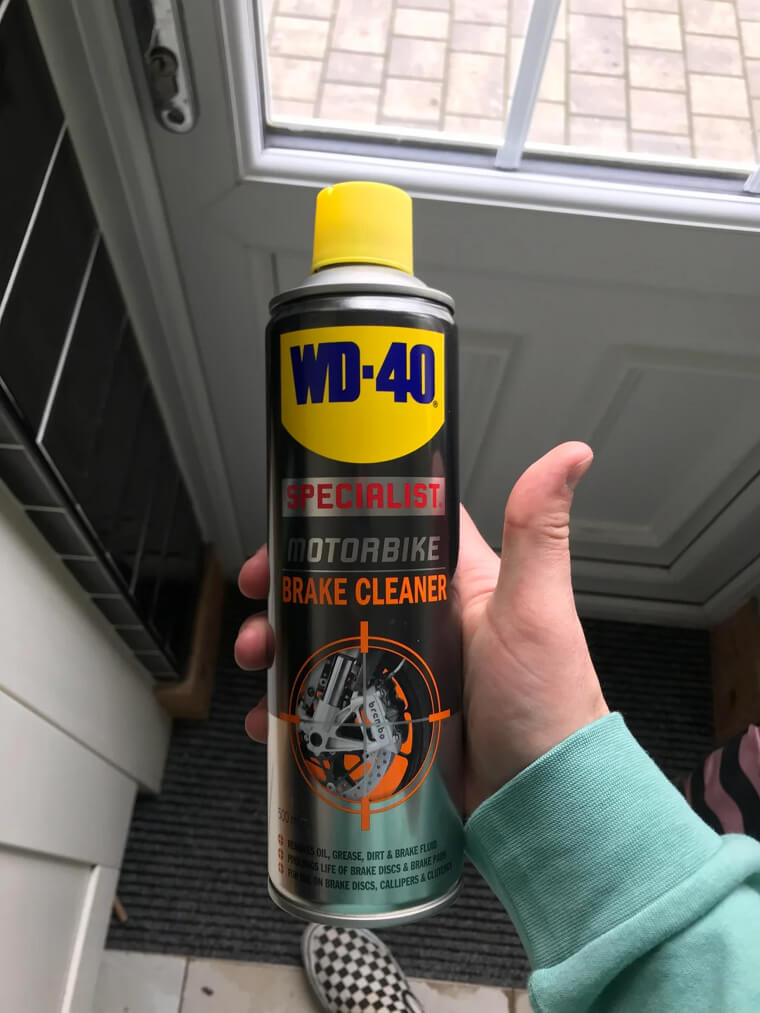 WD-40®
SPECIALIST®
MOTORBIKE
BRAKE CLEANER
brembo
500 m
REMOVES OIL, GREASE, DIRT & BRAKE FLUID
PROLONGS LIFE OF BRAKE DISCS & BRAKE PADS
FOR USE ON BRAKE DISCS, CALLIPERS & CLUTCHES